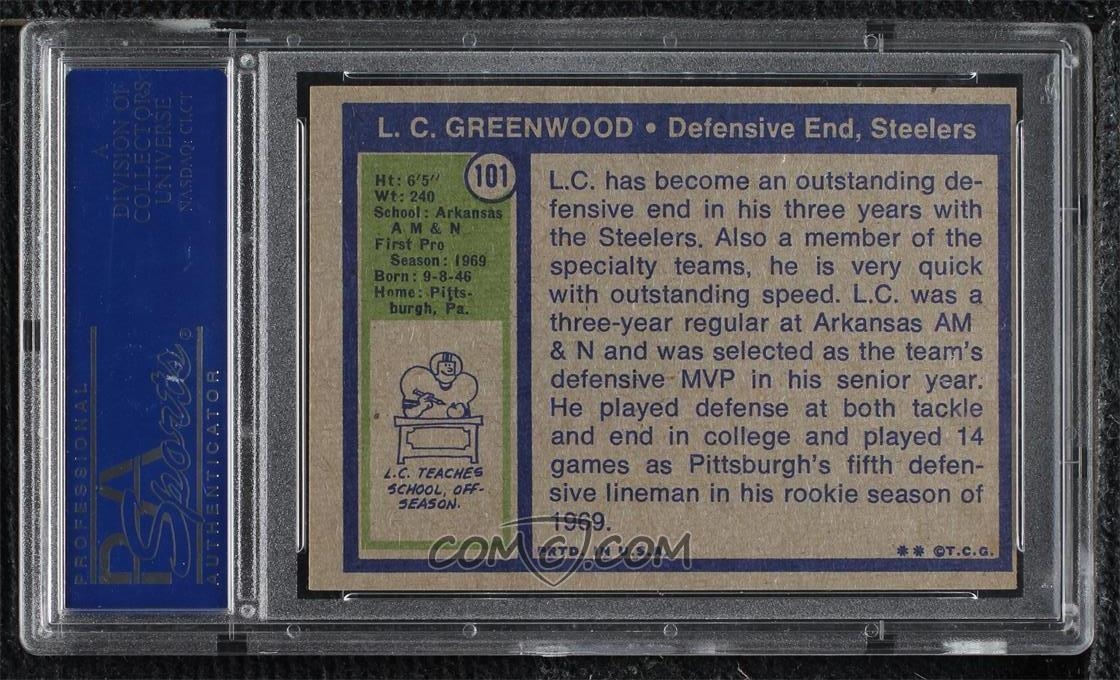 A
DIVISION OF
COLLECTORS
UNIVERSE
NASDAQ: CLCT
PROFESSIONAL
PSA
Sports®
AUTHENTICATOR
L. C. GREENWOOD • Defensive End, Steelers
101
Ht: 6'5"
Wt: 240
School: Arkansas
A M & N
First Pro
Season: 1969
Born: 9-8-46
Home: Pitts-
burgh, Pa.
L.C. TEACHES
SCHOOL, OFF-
SEASON.
L.C. has become an outstanding de-
fensive end in his three years with
the Steelers. Also a member of the
specialty teams, he is very quick
with outstanding speed. L.C. was a
three-year regular at Arkansas AM
& N and was selected as the team's
defensive MVP in his senior year.
He played defense at both tackle
and end in college and played 14
games as Pittsburgh's fifth defen-
sive lineman in his rookie season of
1969.
PRTD. IN U.S.A.
** ©T.C.G.
COMC.COM